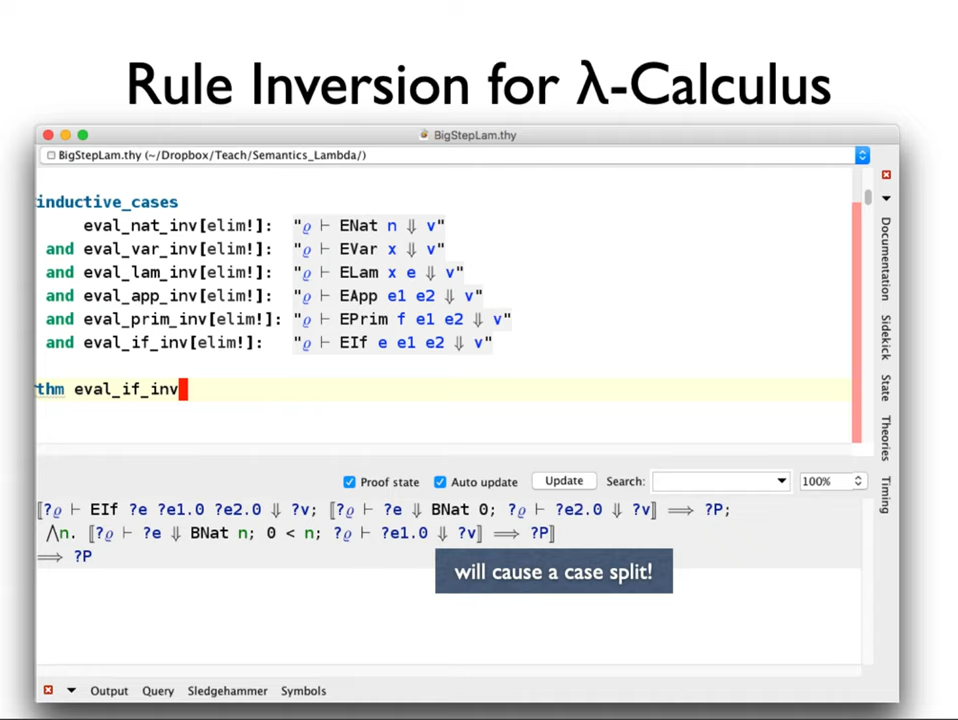 Rule Inversion for λ-Calculus
BigStepLam.thy
BigStepLam.thy (~/Dropbox/Teach/Semantics_Lambda/)
inductive_cases
eval_nat_inv[elim!]: "ρ ⊢ ENat n ⇓ v"
and eval_var_inv[elim!]: "ρ ⊢ EVar x ⇓ v"
and eval_lam_inv[elim!]: "ρ ⊢ ELam x e ⇓ v"
and eval_app_inv[elim!]: "ρ ⊢ EApp e1 e2 ⇓ v"
and eval_prim_inv[elim!]: "ρ ⊢ EPrim f e1 e2 ⇓ v"
and eval_if_inv[elim!]: "ρ ⊢ EIf e e1 e2 ⇓ v"
thm eval_if_inv
Documentation
Sidekick
State
Theories
Timing
Proof state Auto update Update Search: 100%
⟦?ρ ⊢ EIf ?e ?e1.0 ?e2.0 ⇓ ?v; ⟦?ρ ⊢ ?e ⇓ BNat 0; ?ρ ⊢ ?e2.0 ⇓ ?v⟧ ⟹ ?P;
⋀n. ⟦?ρ ⊢ ?e ⇓ BNat n; 0 < n; ?ρ ⊢ ?e1.0 ⇓ ?v⟧ ⟹ ?P⟧
⟹ ?P
will cause a case split!
Output Query Sledgehammer Symbols